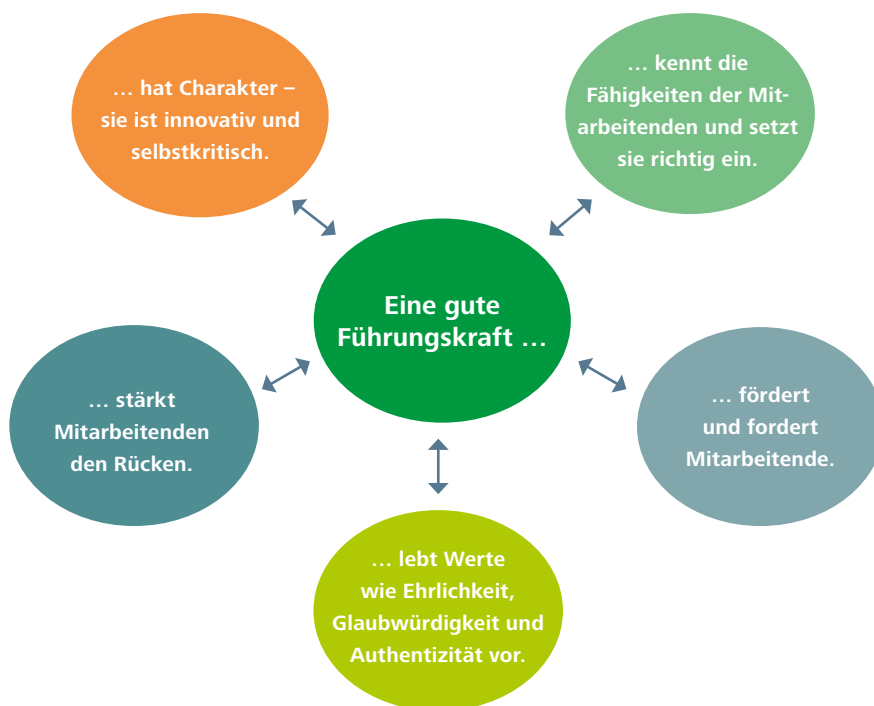 … hat Charakter –
sie ist innovativ und
selbstkritisch.
… kennt die
Fähigkeiten der Mit-
arbeitenden und setzt
sie richtig ein.
Eine gute
Führungskraft …
… stärkt
Mitarbeitenden
den Rücken.
… fördert
und fordert
Mitarbeitende.
… lebt Werte
wie Ehrlichkeit,
Glaubwürdigkeit und
Authentizität vor.